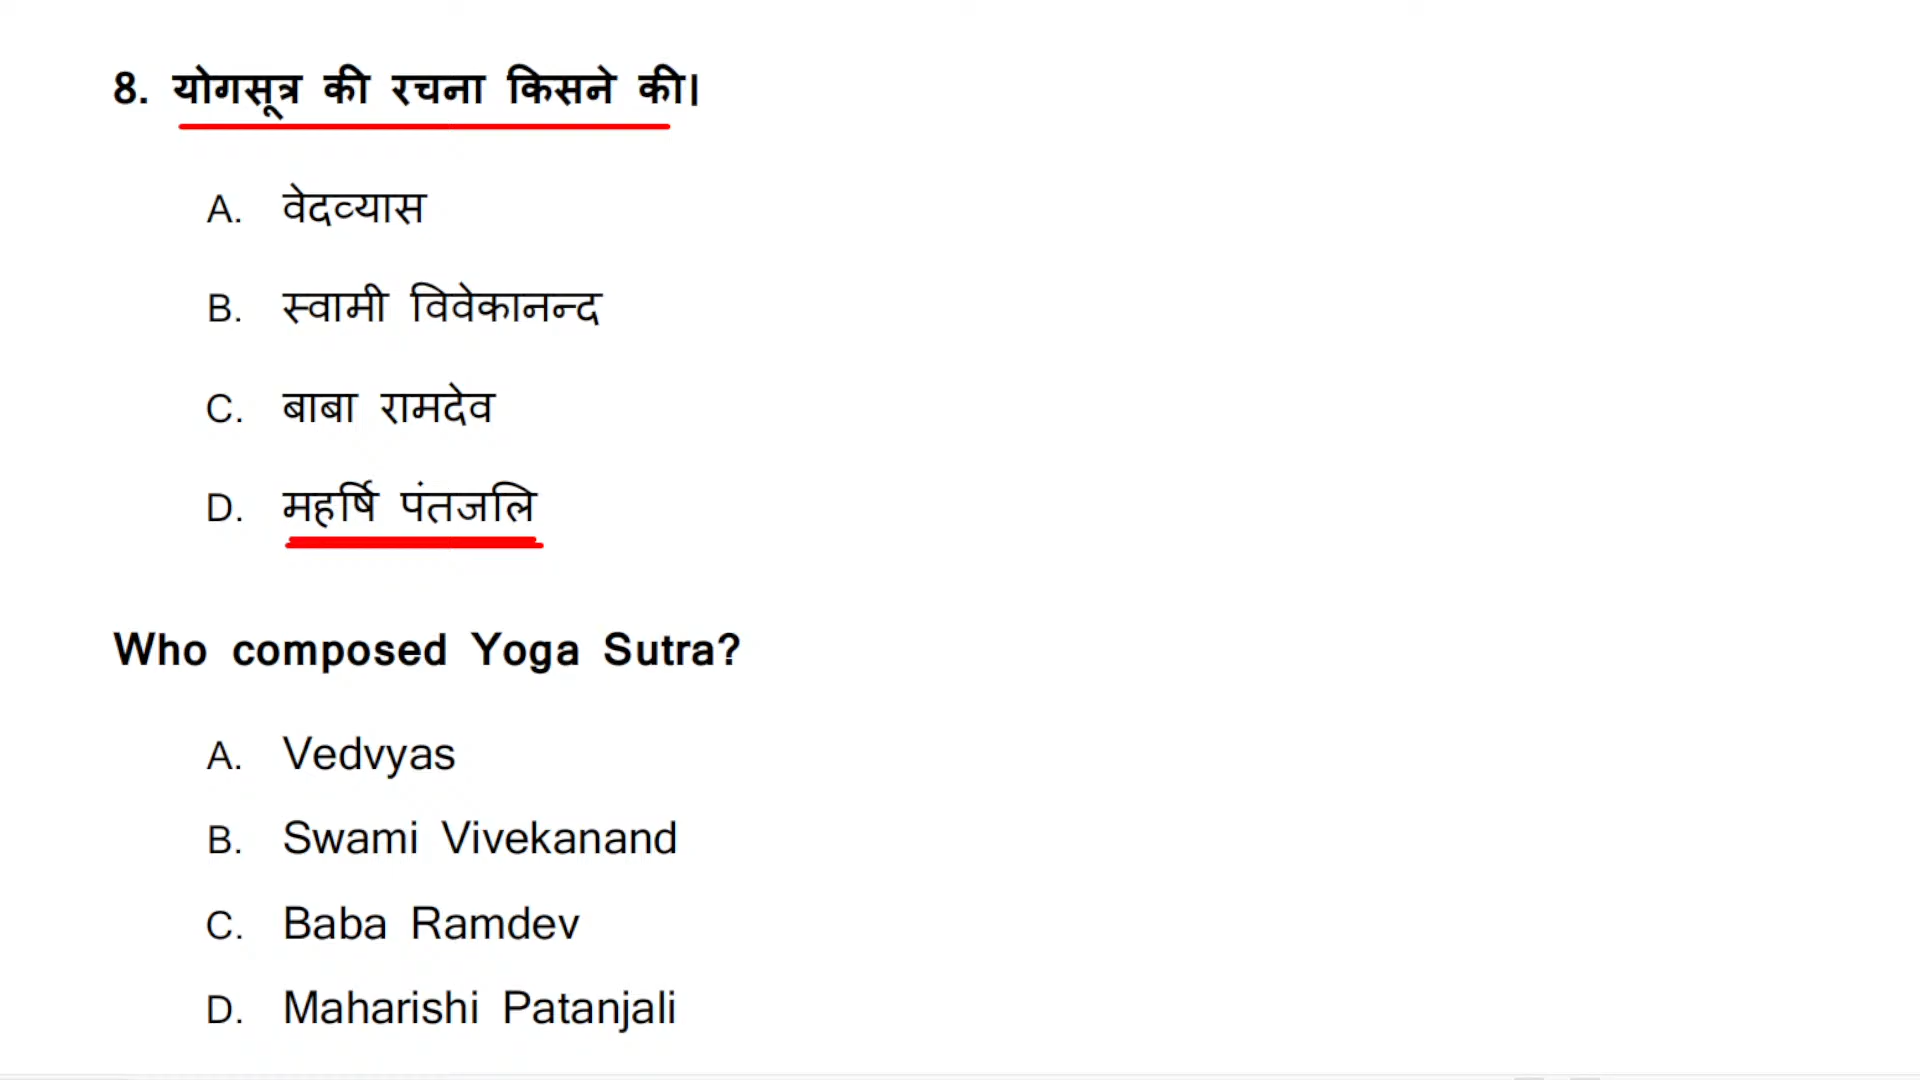 8. योगसूत्र की रचना किसने की।
A. वेदव्यास
B. स्वामी विवेकानन्द
C. बाबा रामदेव
D. महर्षि पंतजलि
Who composed Yoga Sutra?
A. Vedvyas
B. Swami Vivekanand
C. Baba Ramdev
D. Maharishi Patanjali